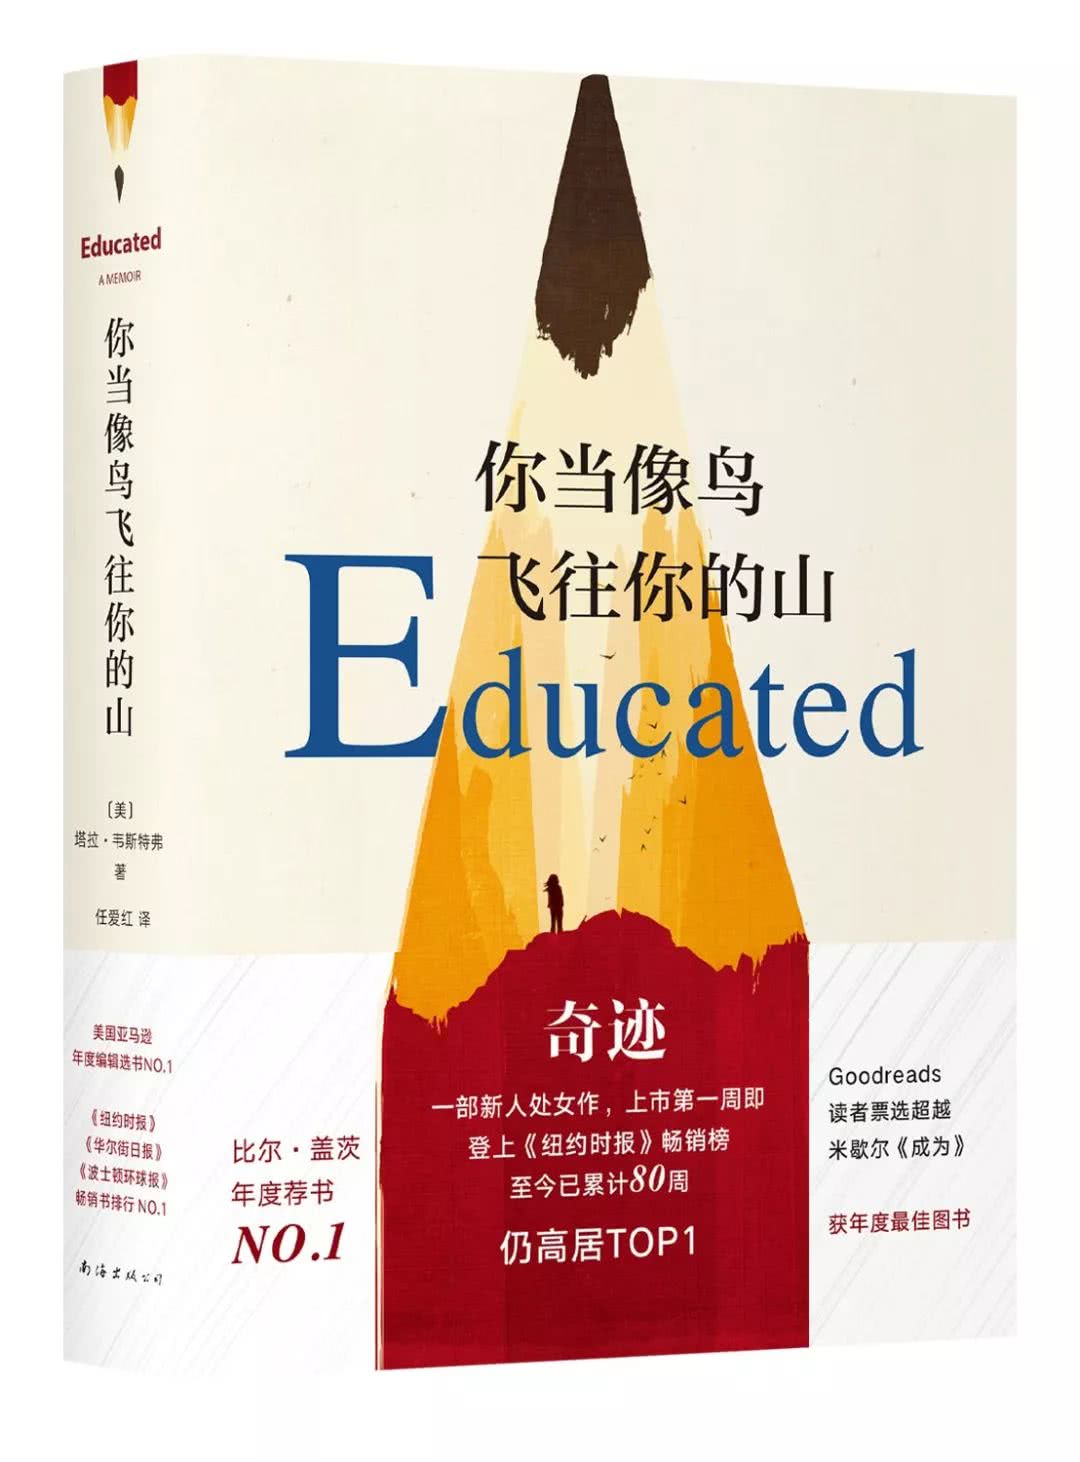 Educated
A MEMOIR
你当像鸟飞往你的山
〔美〕
塔拉·韦斯特弗
著
任爱红 译
美国亚马逊
年度编辑选书NO.1
《纽约时报》
《华尔街日报》
《波士顿环球报》
畅销书排行NO.1
南海出版公司
你当像鸟
飞往你的山
Educated
奇迹
一部新人处女作，上市第一周即
登上《纽约时报》畅销榜
至今已累计80周
仍高居TOP1
比尔·盖茨
年度荐书
NO.1
Goodreads
读者票选超越
米歇尔《成为》
获年度最佳图书